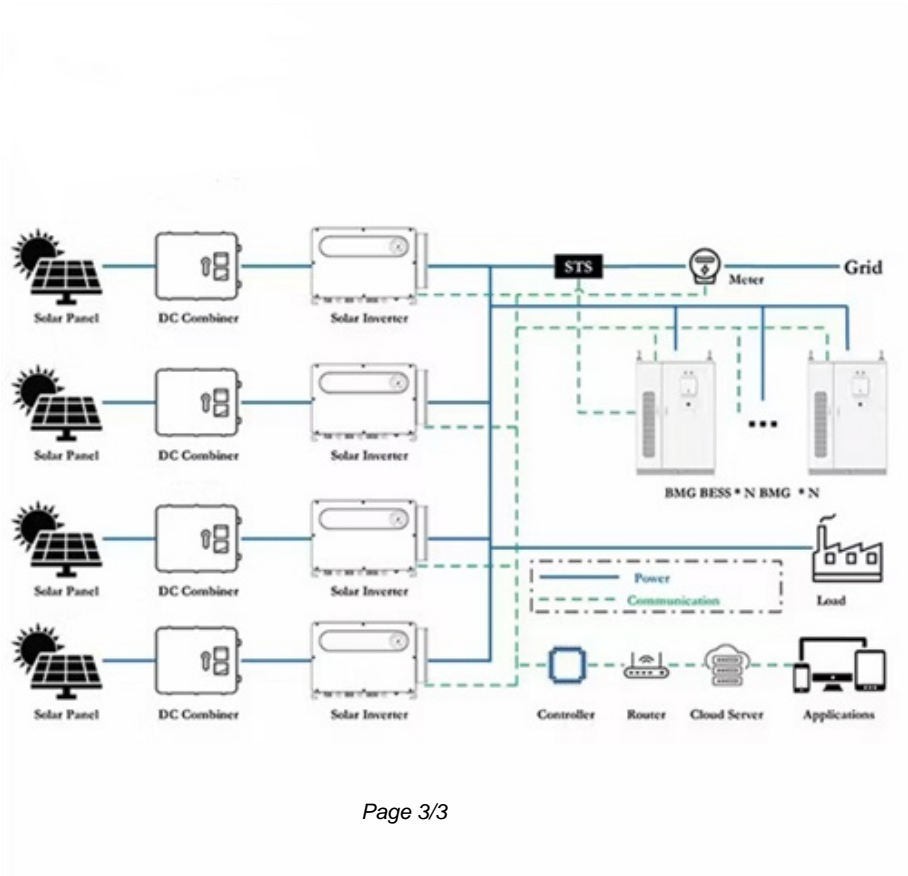 STS
Grid
Meter
Solar Panel DC Combiner Solar Inverter
Solar Panel DC Combiner Solar Inverter
BMG BESS * N BMG * N
Solar Panel DC Combiner Solar Inverter
Power
Communication
Load
Solar Panel DC Combiner Solar Inverter
Controller Router Cloud Server Applications
Page 3/3